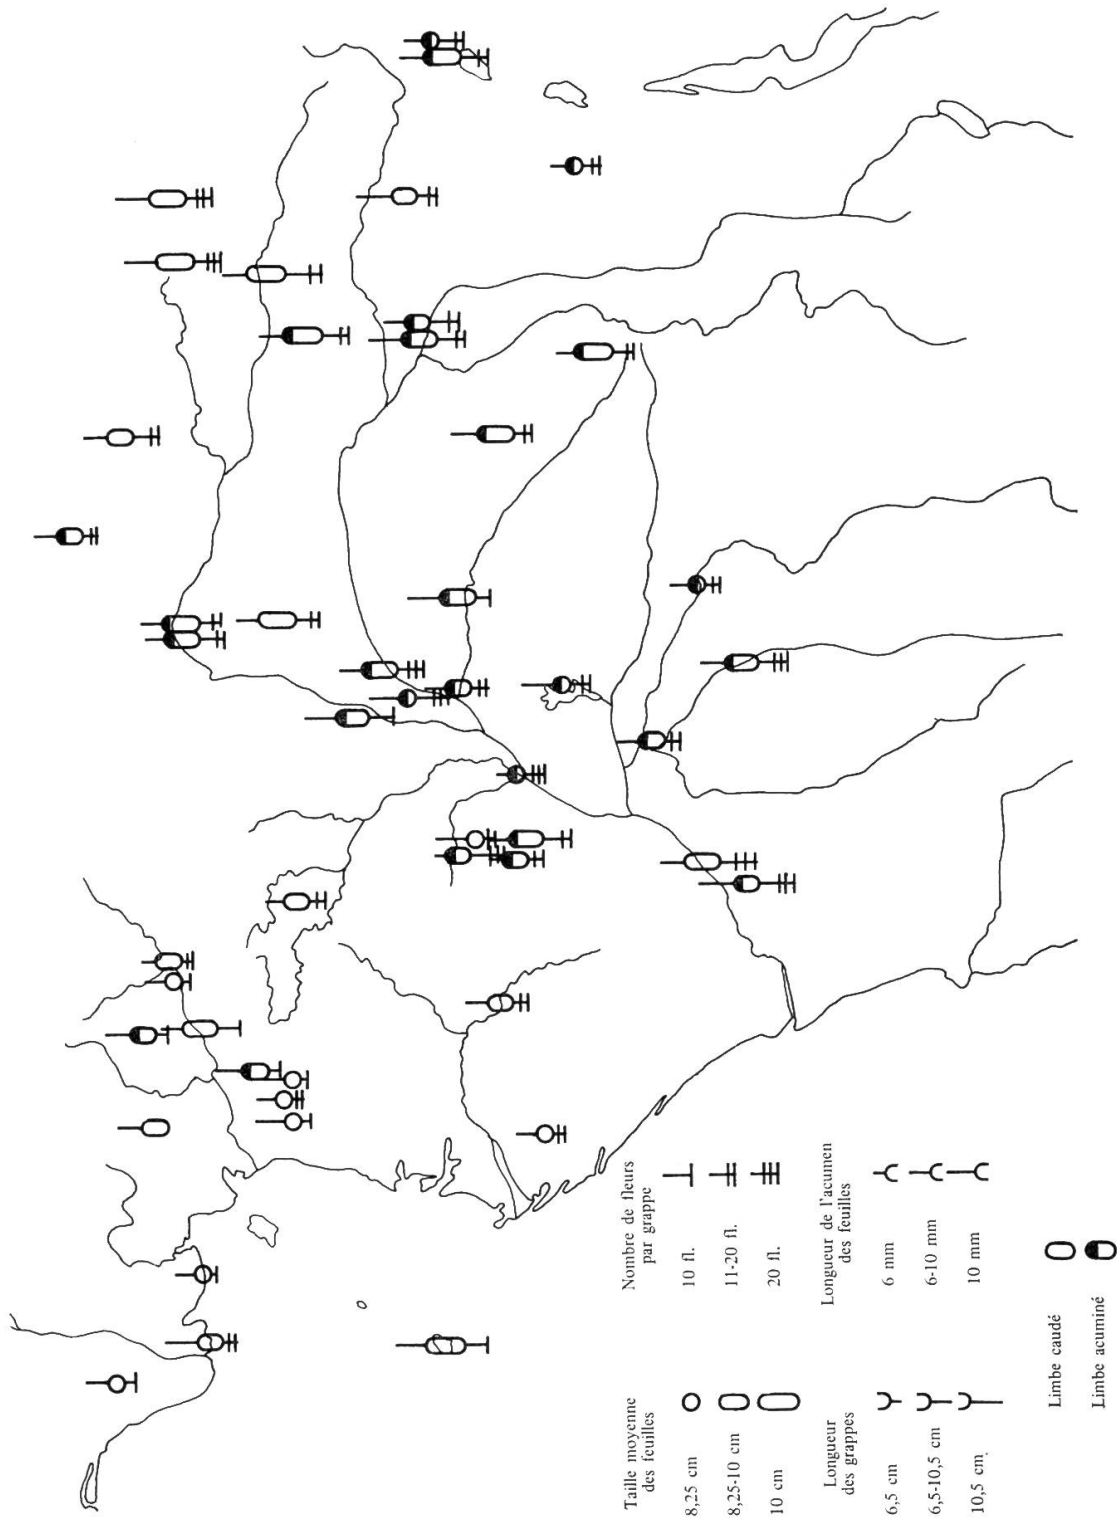 Taille moyenne
des feuilles
8,25 cm
8,25-10 cm
10 cm
Nombre de fleurs
par grappe
10 fl.
11-20 fl.
20 fl.
Longueur
des grappes
6,5 cm
6,5-10,5 cm
10,5 cm
Longueur de l'acumen
des feuilles
6 mm
6-10 mm
10 mm
Limbe caudé
Limbe acuminé